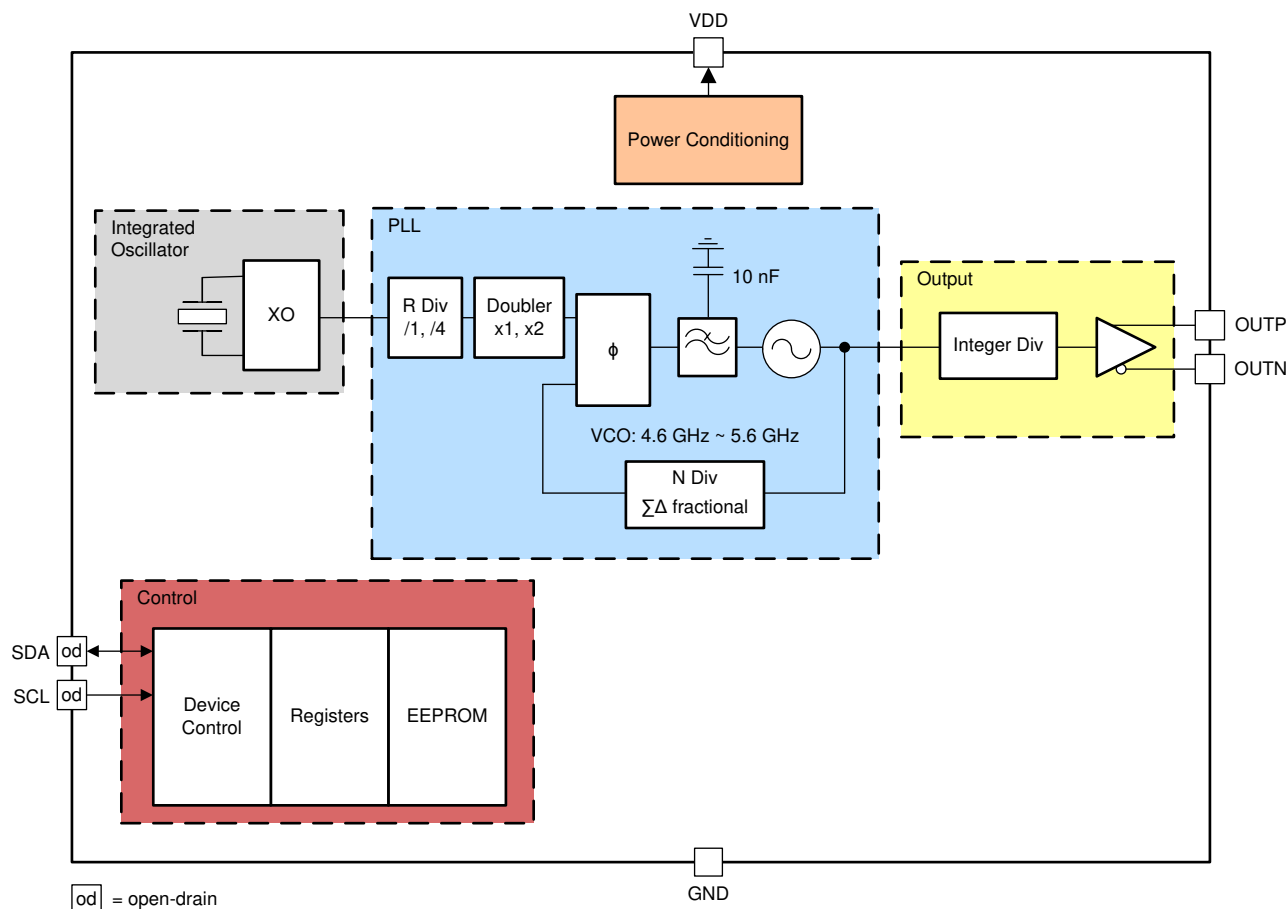 VDD
Power Conditioning
Integrated
Oscillator
XO
PLL
R Div
/1, /4
Doubler
x1, x2
ϕ
10 nF
VCO: 4.6 GHz ~ 5.6 GHz
N Div
∑Δ fractional
Output
Integer Div
OUTP
OUTN
Control
SDA
od
SCL
od
Device
Control
Registers
EEPROM
GND
od = open-drain